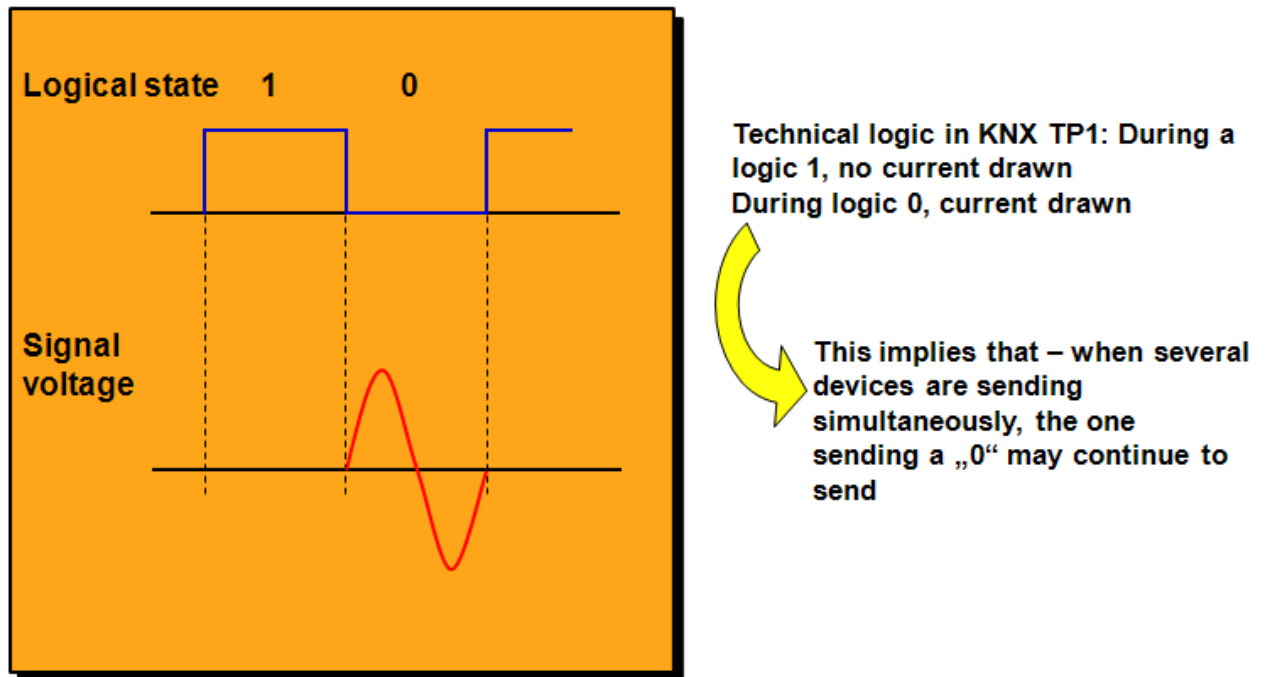 Logical state 1 0
Signal
voltage
Technical logic in KNX TP1: During a
logic 1, no current drawn
During logic 0, current drawn
This implies that – when several
devices are sending
simultaneously, the one
sending a „0“ may continue to
send